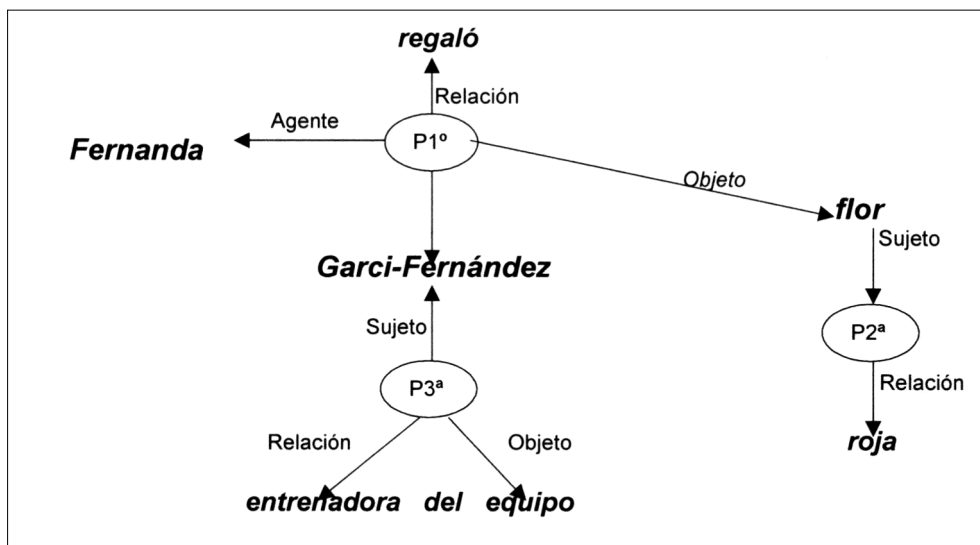 regaló
Relación
Agente
P1º
Fernanda
Objeto
flor
Sujeto
Garci-Fernández
Sujeto
P2ª
P3ª
Relación
Relación
Objeto
roja
entrenadora del equipo